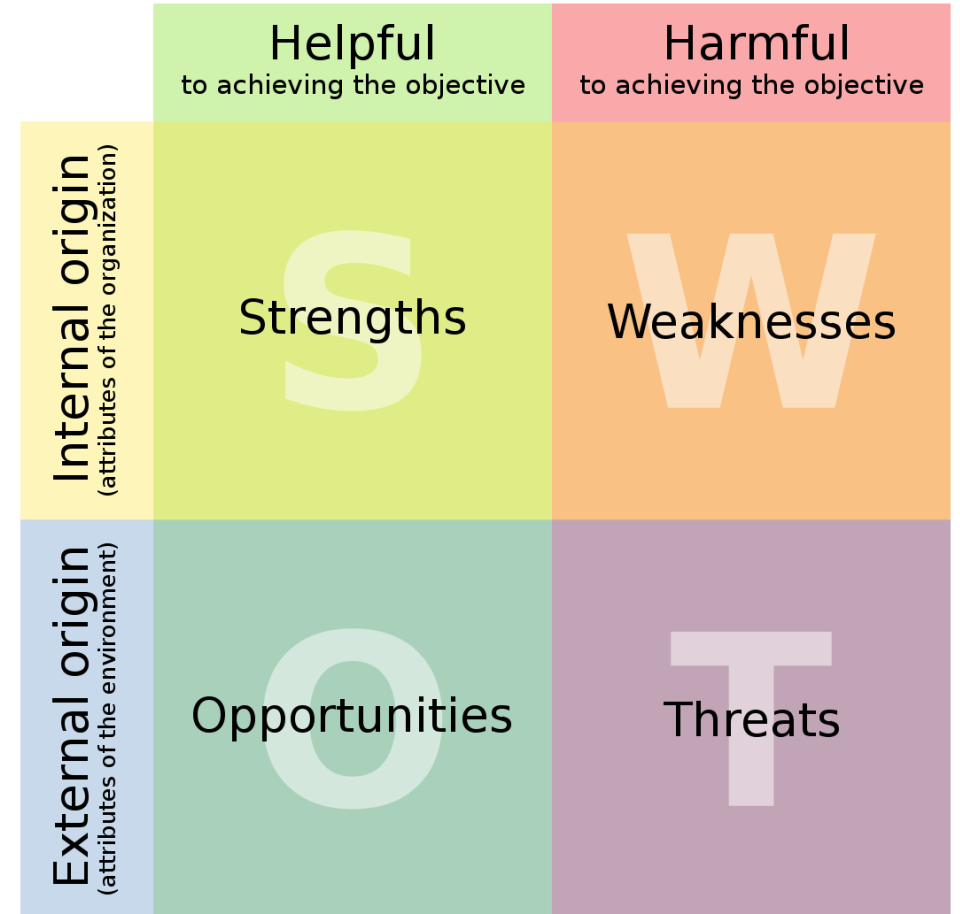 Helpful
to achieving the objective
Harmful
to achieving the objective
Internal origin
(attributes of the organization)
S
Strengths
W
Weaknesses
External origin
(attributes of the environment)
O
Opportunities
T
Threats